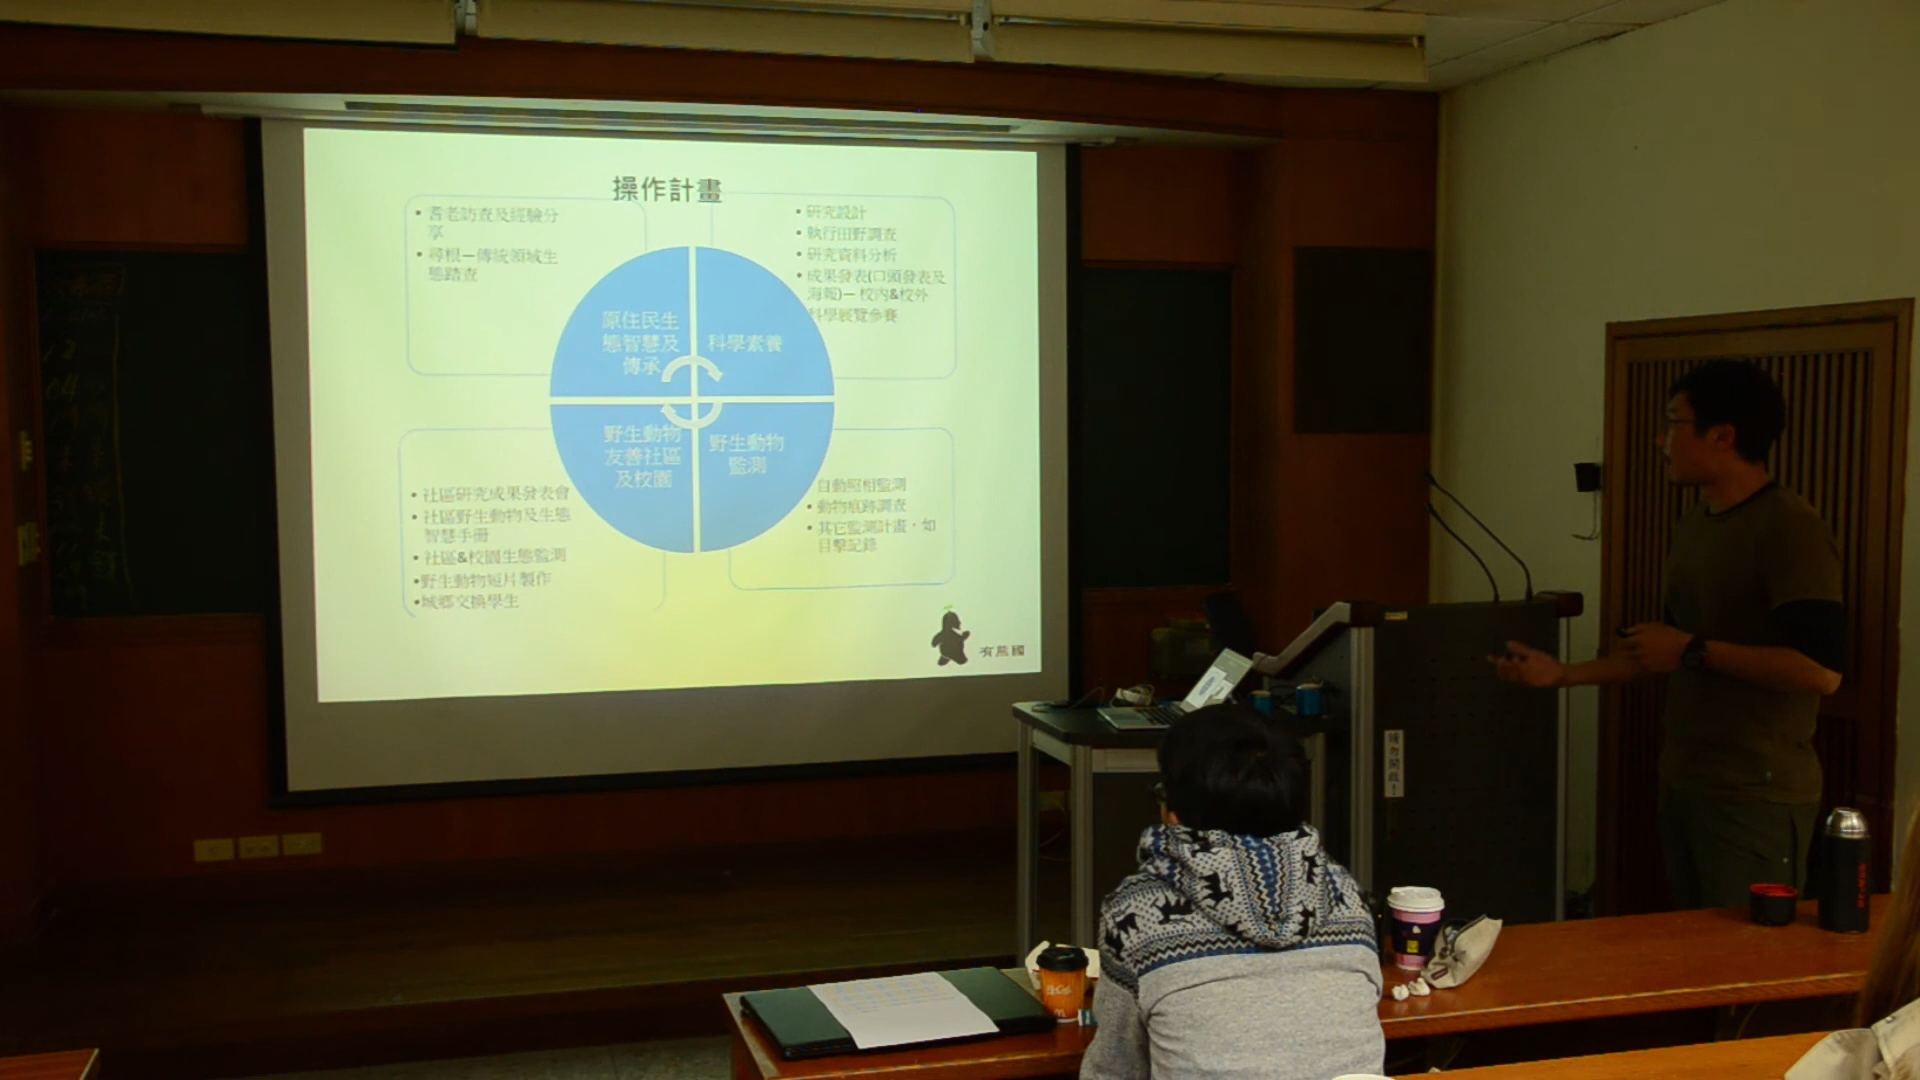 操作計畫
• 耆老訪查及經驗分
享
• 尋根—傳統領域生
態踏查
• 研究設計
• 執行田野調查
• 研究資料分析
• 成果發表(口頭發表及
海報)— 校內&校外
科學展覽參賽
原住民生
態智慧及
傳承
科學素養
野生動物
友善社區
及校園
野生動物
監測
• 社區研究成果發表會
• 社區野生動物及生態
智慧手冊
• 社區&校園生態監測
•野生動物短片製作
•城鄉交換學生
自動照相監測
• 動物痕跡調查
• 其它監測計畫，如
目擊記錄
有熊國
請勿開啟！